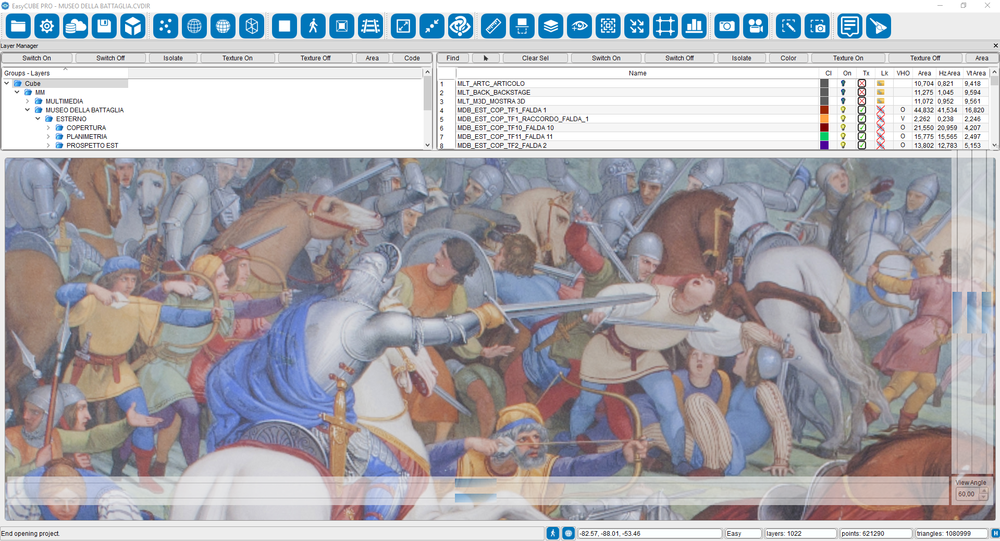 EasyCUBE PRO - MUSEO DELLA BATTAGLIA.CVDIR
Layer Manager
Switch On Switch Off Isolate Texture On Texture Off Area Code
Find Clear Sel Switch On Switch Off Isolate Color Texture On Texture Off Area
Groups - Layers
Cube
MM
MULTIMEDIA
MUSEO DELLA BATTAGLIA
ESTERNO
COPERTURA
PLANIMETRIA
PROSPETTO EST
Name Cl On Tx Lk VHO Area HzArea VtArea
1 MLT_ARTC_ARTICOLO 10,704 0,821 9,418
2 MLT_BACK_BACKSTAGE 11,275 1,045 9,594
3 MLT_M3D_MOSTRA 3D 11,072 0,952 9,561
4 MDB_EST_COP_TF1_FALDA 1 O 44,832 41,534 16,820
5 MDB_EST_COP_TF1_RACCORDO_FALDA_1 V 2,262 0,238 2,246
6 MDB_EST_COP_TF10_FALDA 10 O 21,550 20,959 4,207
7 MDB_EST_COP_TF11_FALDA 11 O 15,775 15,565 2,497
8 MDB_EST_COP_TF2_FALDA 2 O 13,802 12,783 5,153
View Angle
60,00
End opening project.
-82.57, -88.01, -53.46
Easy
layers: 1022
points: 621290
triangles: 1080999
H